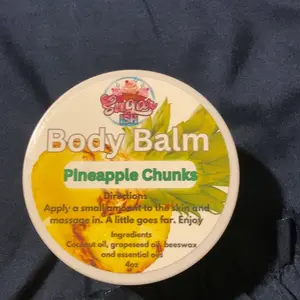 Body Balm
Pineapple Chunks
Directions
Apply a small amount to the skin and
massage in. A little goes far. Enjoy
Ingredients
Coconut oil, grapeseed oil, beeswax
and essential oils
4oz